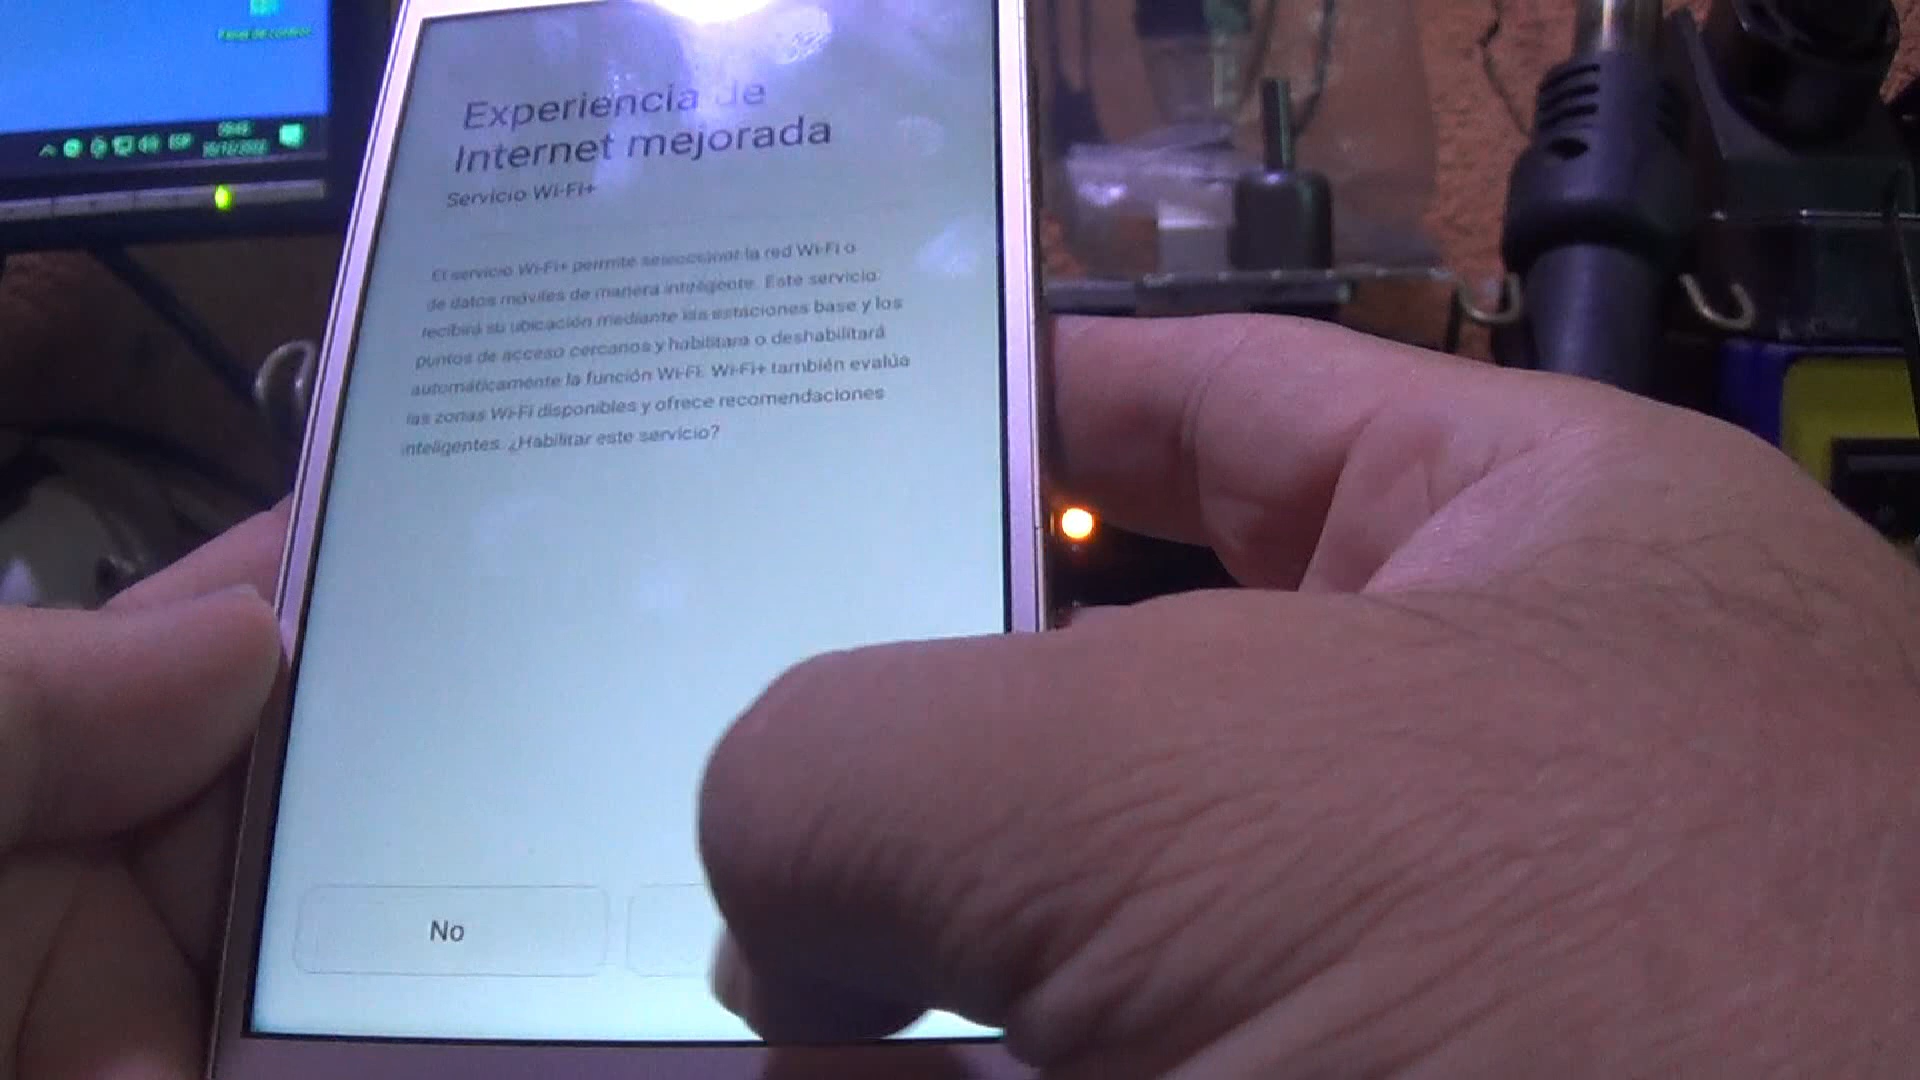 Panel de control
ESP
Experiencia de
Internet mejorada
Servicio Wi-Fi+
El servicio Wi-Fi+ permite seleccionar la red Wi-Fi o
de datos móviles de manera inteligente. Este servicio
recibirá su ubicación mediante las estaciones base y los
puntos de acceso cercanos y habilitará o deshabilitará
automáticamente la función Wi-Fi. Wi-Fi+ también evalúa
las zonas Wi-Fi disponibles y ofrece recomendaciones
inteligentes. ¿Habilitar este servicio?
No